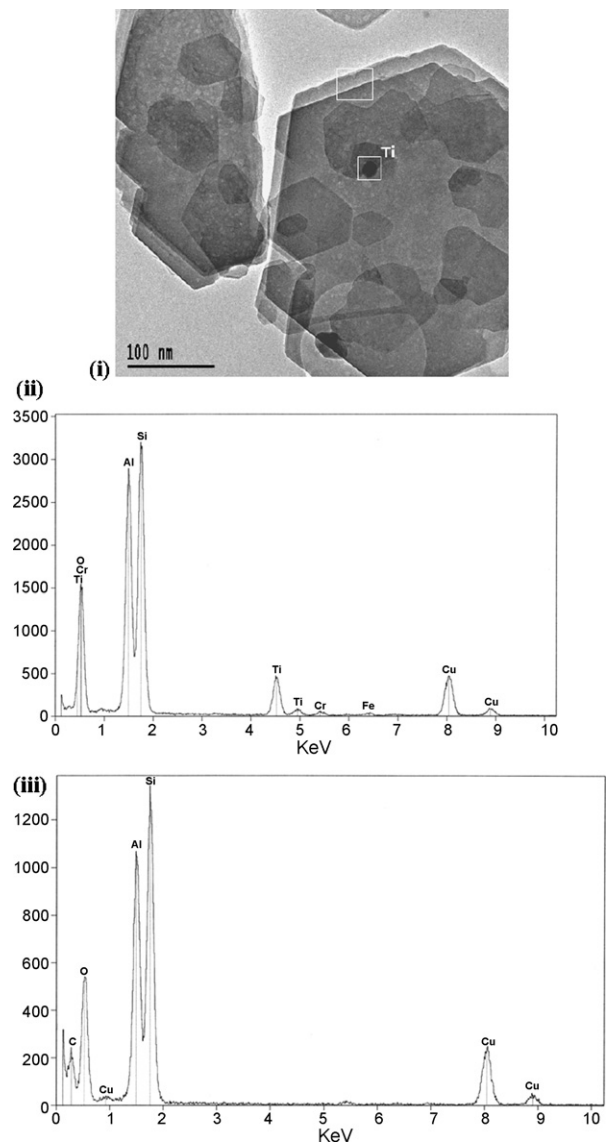 Ti
100 nm
(i)
(ii)
3500
3000
2500
2000
1500
1000
500
0
O
Cr
Ti
Al
Si
Ti
Ti
Cr
Fe
Cu
Cu
0 1 2 3 4 5 6 7 8 9 10
KeV
(iii)
1200
1000
800
600
400
200
0
C
O
Cu
Al
Si
Cu
Cu
0 1 2 3 4 5 6 7 8 9 10
KeV